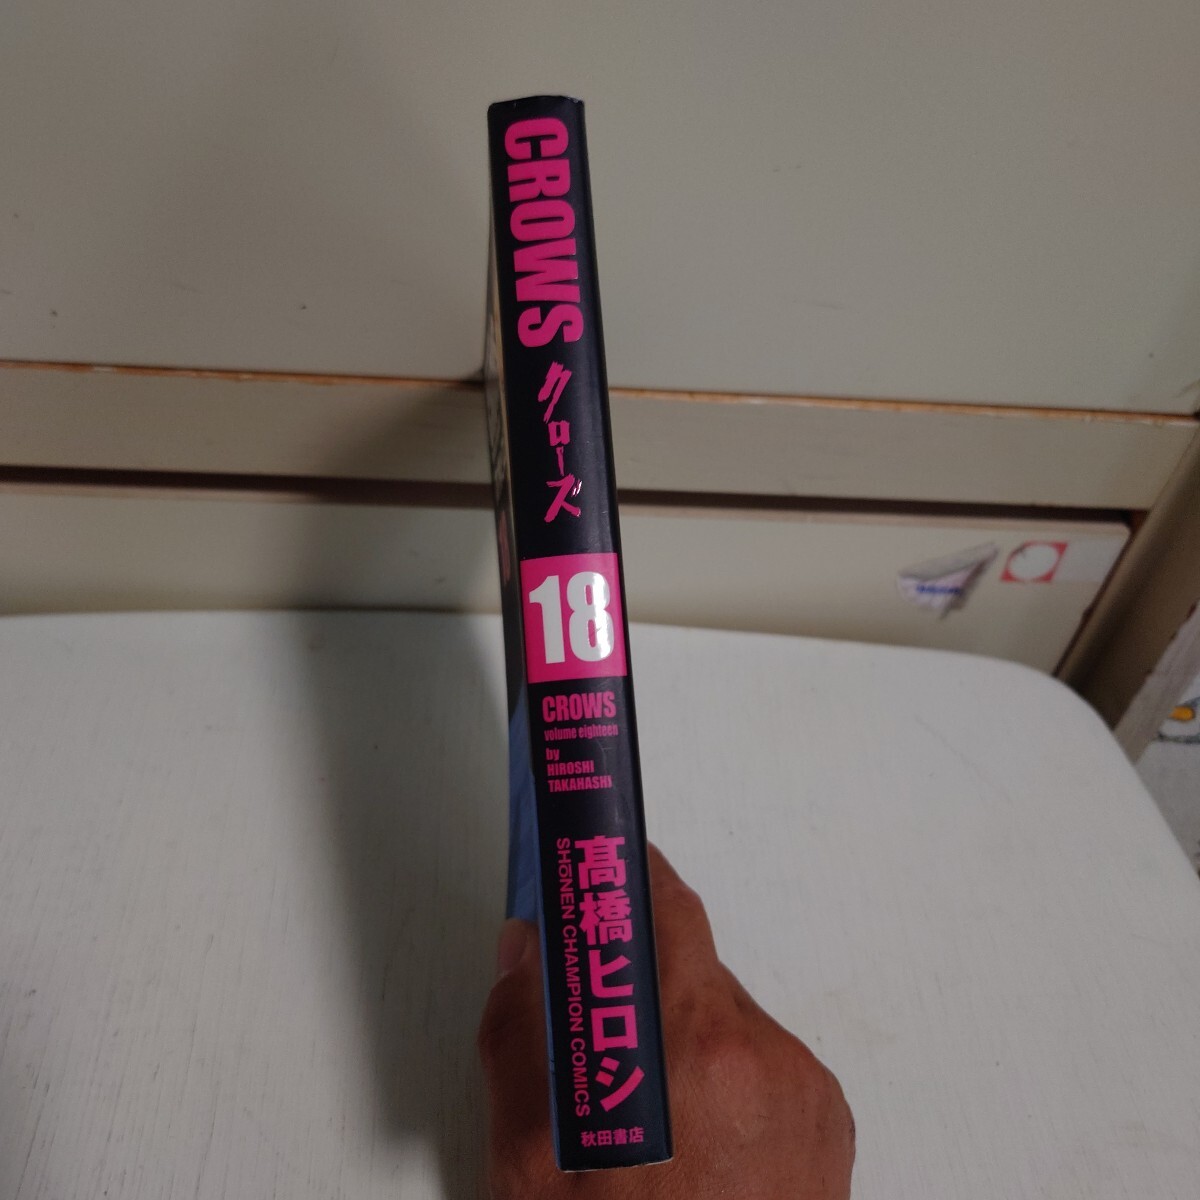 CROWS
クローズ
18
CROWS
volume eighteen
by
HIROSHI
TAKAHASHI
髙橋ヒロシ
SHōNEN CHAMPION COMICS
秋田書店